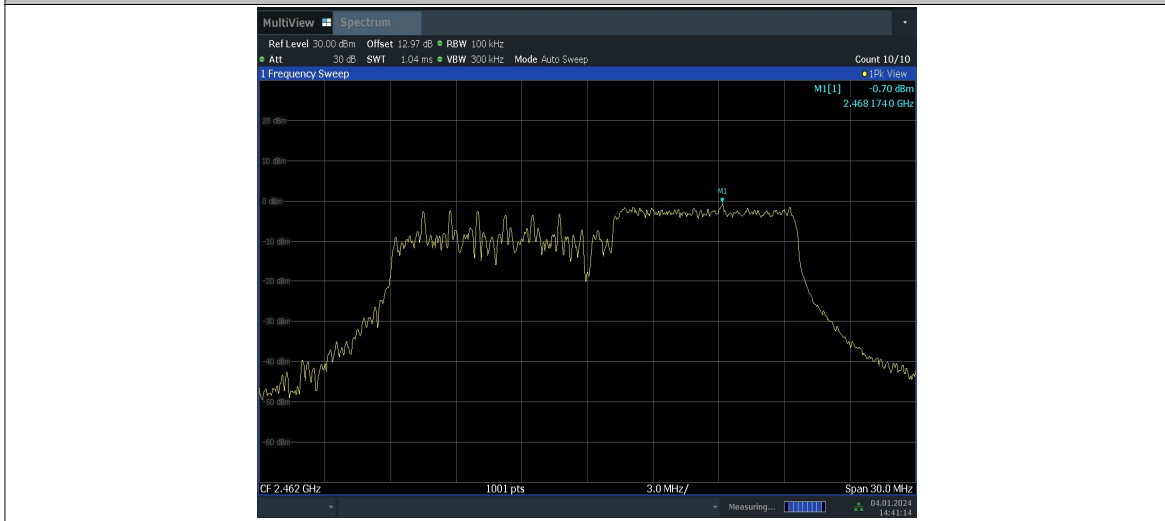 MultiView Spectrum
Ref Level 30.00 dBm Offset 12.97 dB RBW 100 kHz
Att 30 dB SWT 1.04 ms VBW 300 kHz Mode Auto Sweep Count 10/10
1 Frequency Sweep 1Pk View
M1[1] -0.70 dBm
2.468 174 0 GHz
20 dBm
10 dBm
M1
0 dBm
-10 dBm
-20 dBm
-30 dBm
-40 dBm
-50 dBm
-60 dBm
CF 2.462 GHz 1001 pts 3.0 MHz/ Span 30.0 MHz
Measuring... 04.01.2024
14:41:14